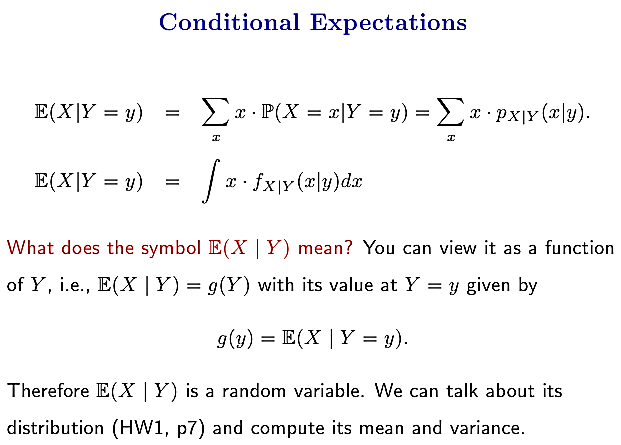 Conditional Expectations
𝔼(X|Y = y) = ∑ₓ x · ℙ(X = x|Y = y) = ∑ₓ x · p_{X|Y}(x|y).
𝔼(X|Y = y) = ∫ x · f_{X|Y}(x|y)dx
What does the symbol 𝔼(X | Y) mean? You can view it as a function
of Y, i.e., 𝔼(X | Y) = g(Y) with its value at Y = y given by
g(y) = 𝔼(X | Y = y).
Therefore 𝔼(X | Y) is a random variable. We can talk about its
distribution (HW1, p7) and compute its mean and variance.